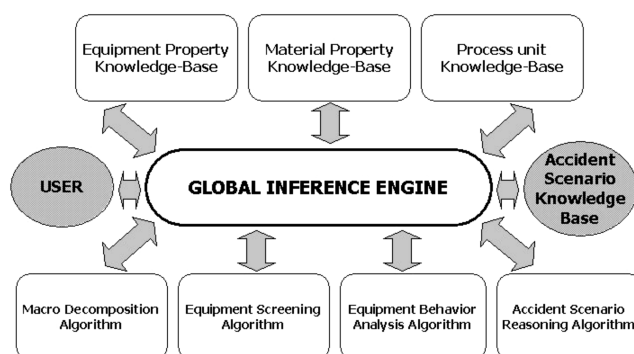 Equipment Property
Knowledge-Base
Material Property
Knowledge-Base
Process unit
Knowledge-Base
USER
GLOBAL INFERENCE ENGINE
Accident
Scenario
Knowledge
Base
Macro Decomposition
Algorithm
Equipment Screening
Algorithm
Equipment Behavior
Analysis Algorithm
Accident Scenario
Reasoning Algorithm